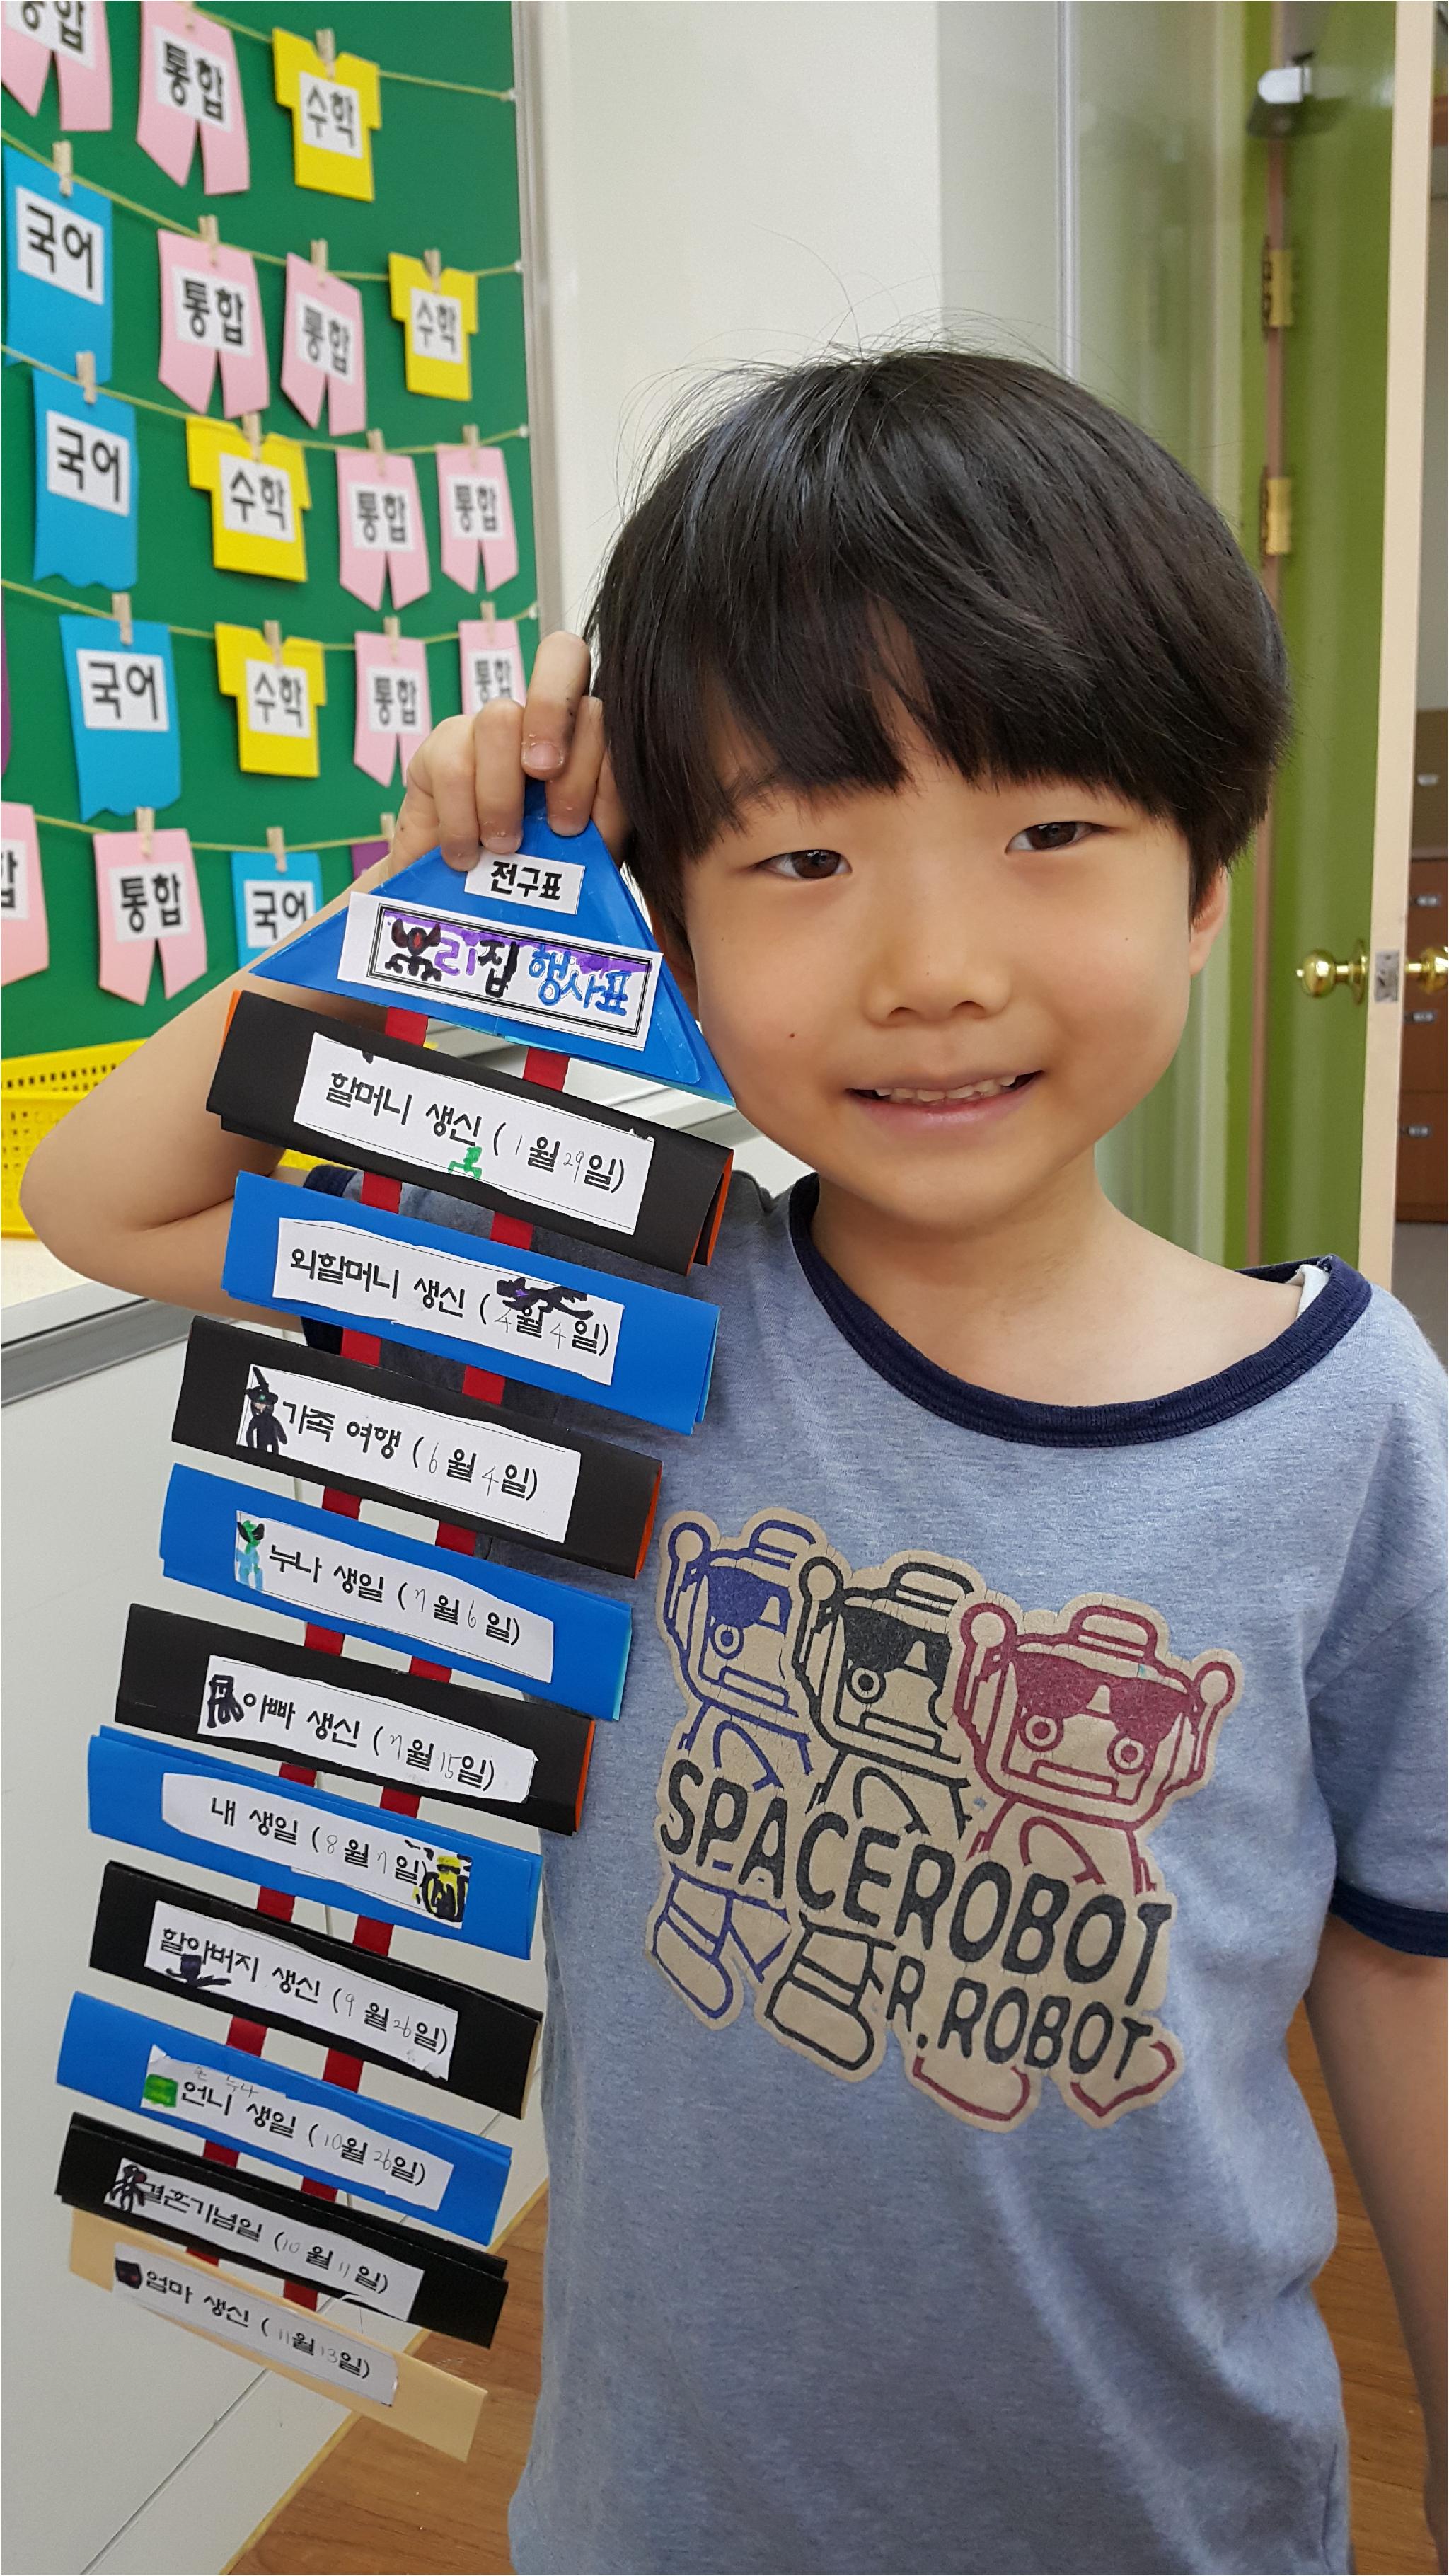 통합
통합 수학
국어 통합 통합 수학
국어 수학 통합 통합
국어 수학 통합 통합
통합 국어
전구표
우리집 행사표
할머니 생신 ( 1월 29일)
외할머니 생신 ( 4월 4일)
가족 여행 ( 6월 4일)
누나 생일 ( 7월 6일)
아빠 생신 ( 7월 15일)
내 생일 ( 8월 7일)
할아버지 생신 ( 9월 26일)
큰 누나
언니 생일 ( 10월 26일)
결혼기념일 ( 10월 11일)
엄마 생신 ( 11월 13일)
SPACEROBOT
R.ROBOT